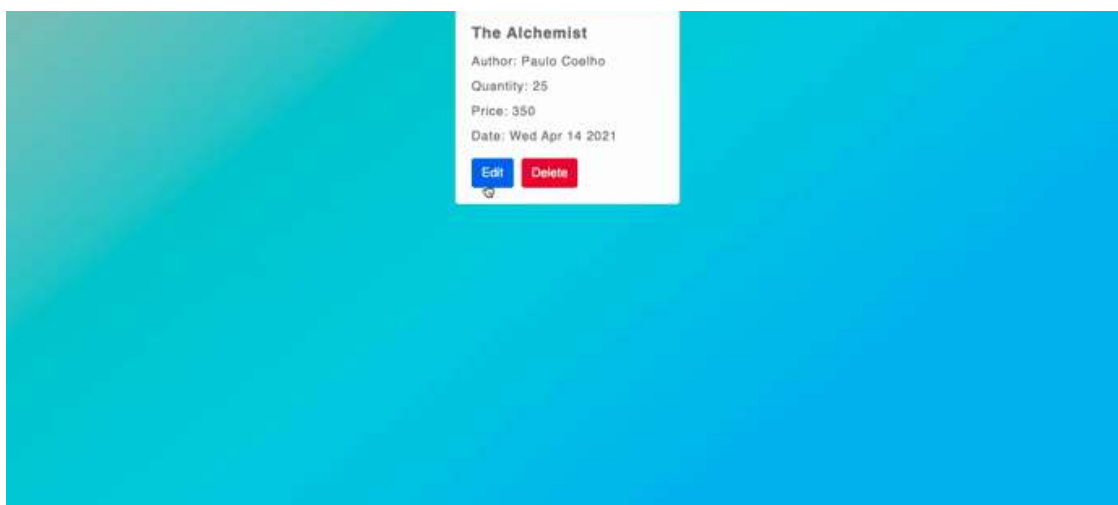 The Alchemist
Author: Paulo Coelho
Quantity: 25
Price: 350
Date: Wed Apr 14 2021
Edit Delete